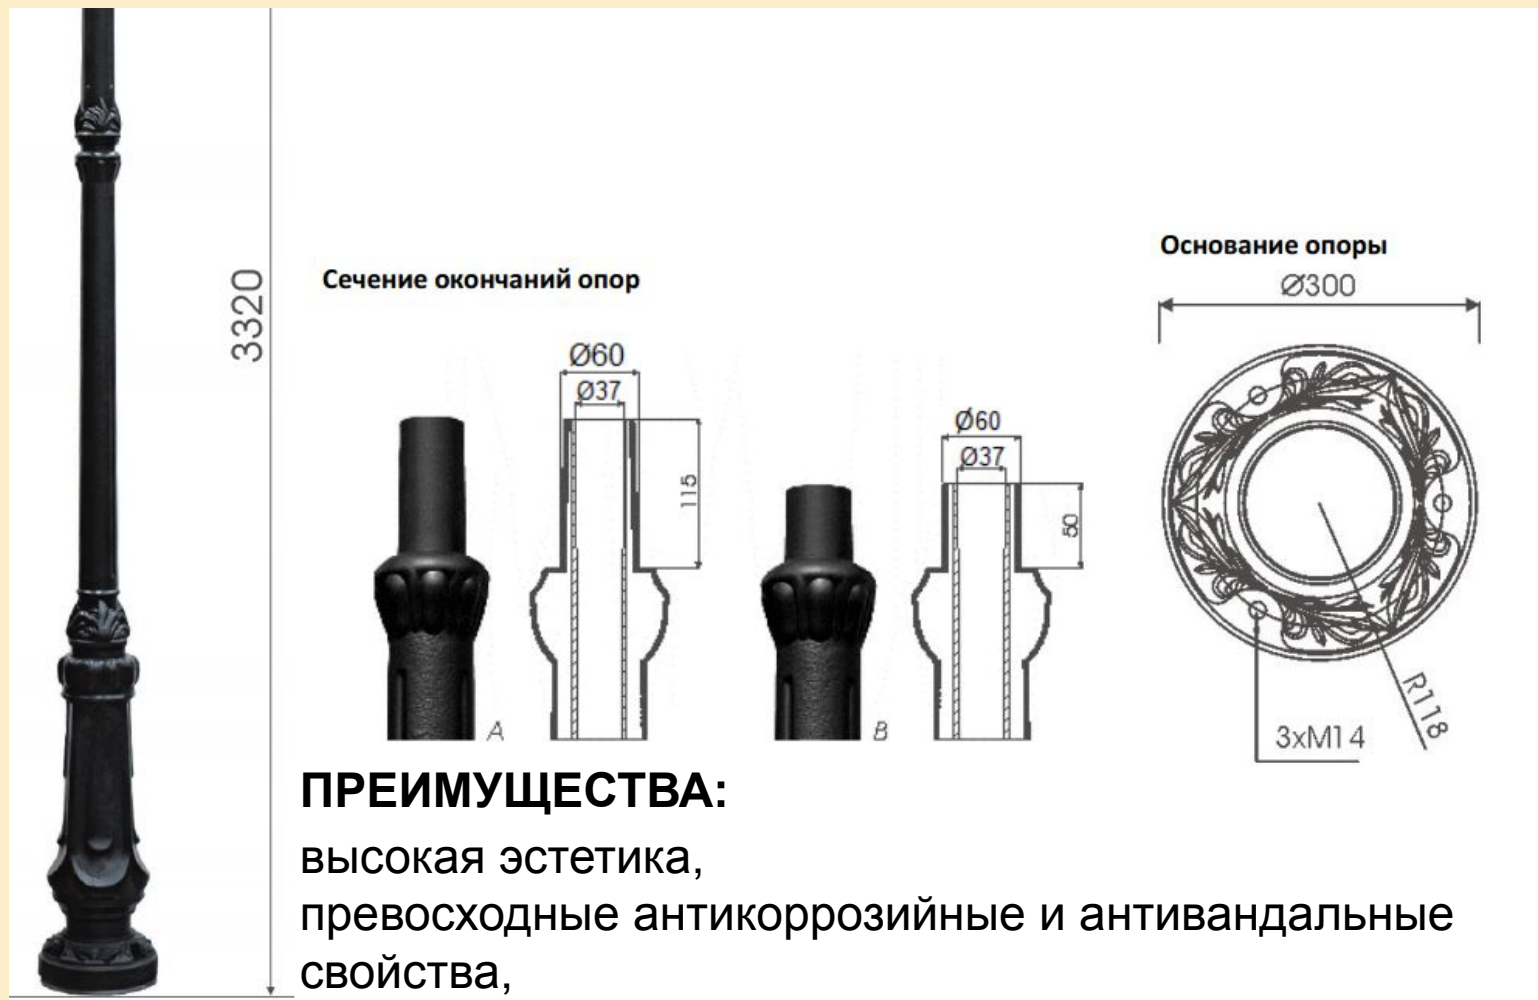 3320
Сечение окончаний опор
Ø60
Ø37
115
A
Ø60
Ø37
50
B
Основание опоры
Ø300
R118
3xM14
ПРЕИМУЩЕСТВА:
высокая эстетика,
превосходные антикоррозийные и антивандальные
свойства,